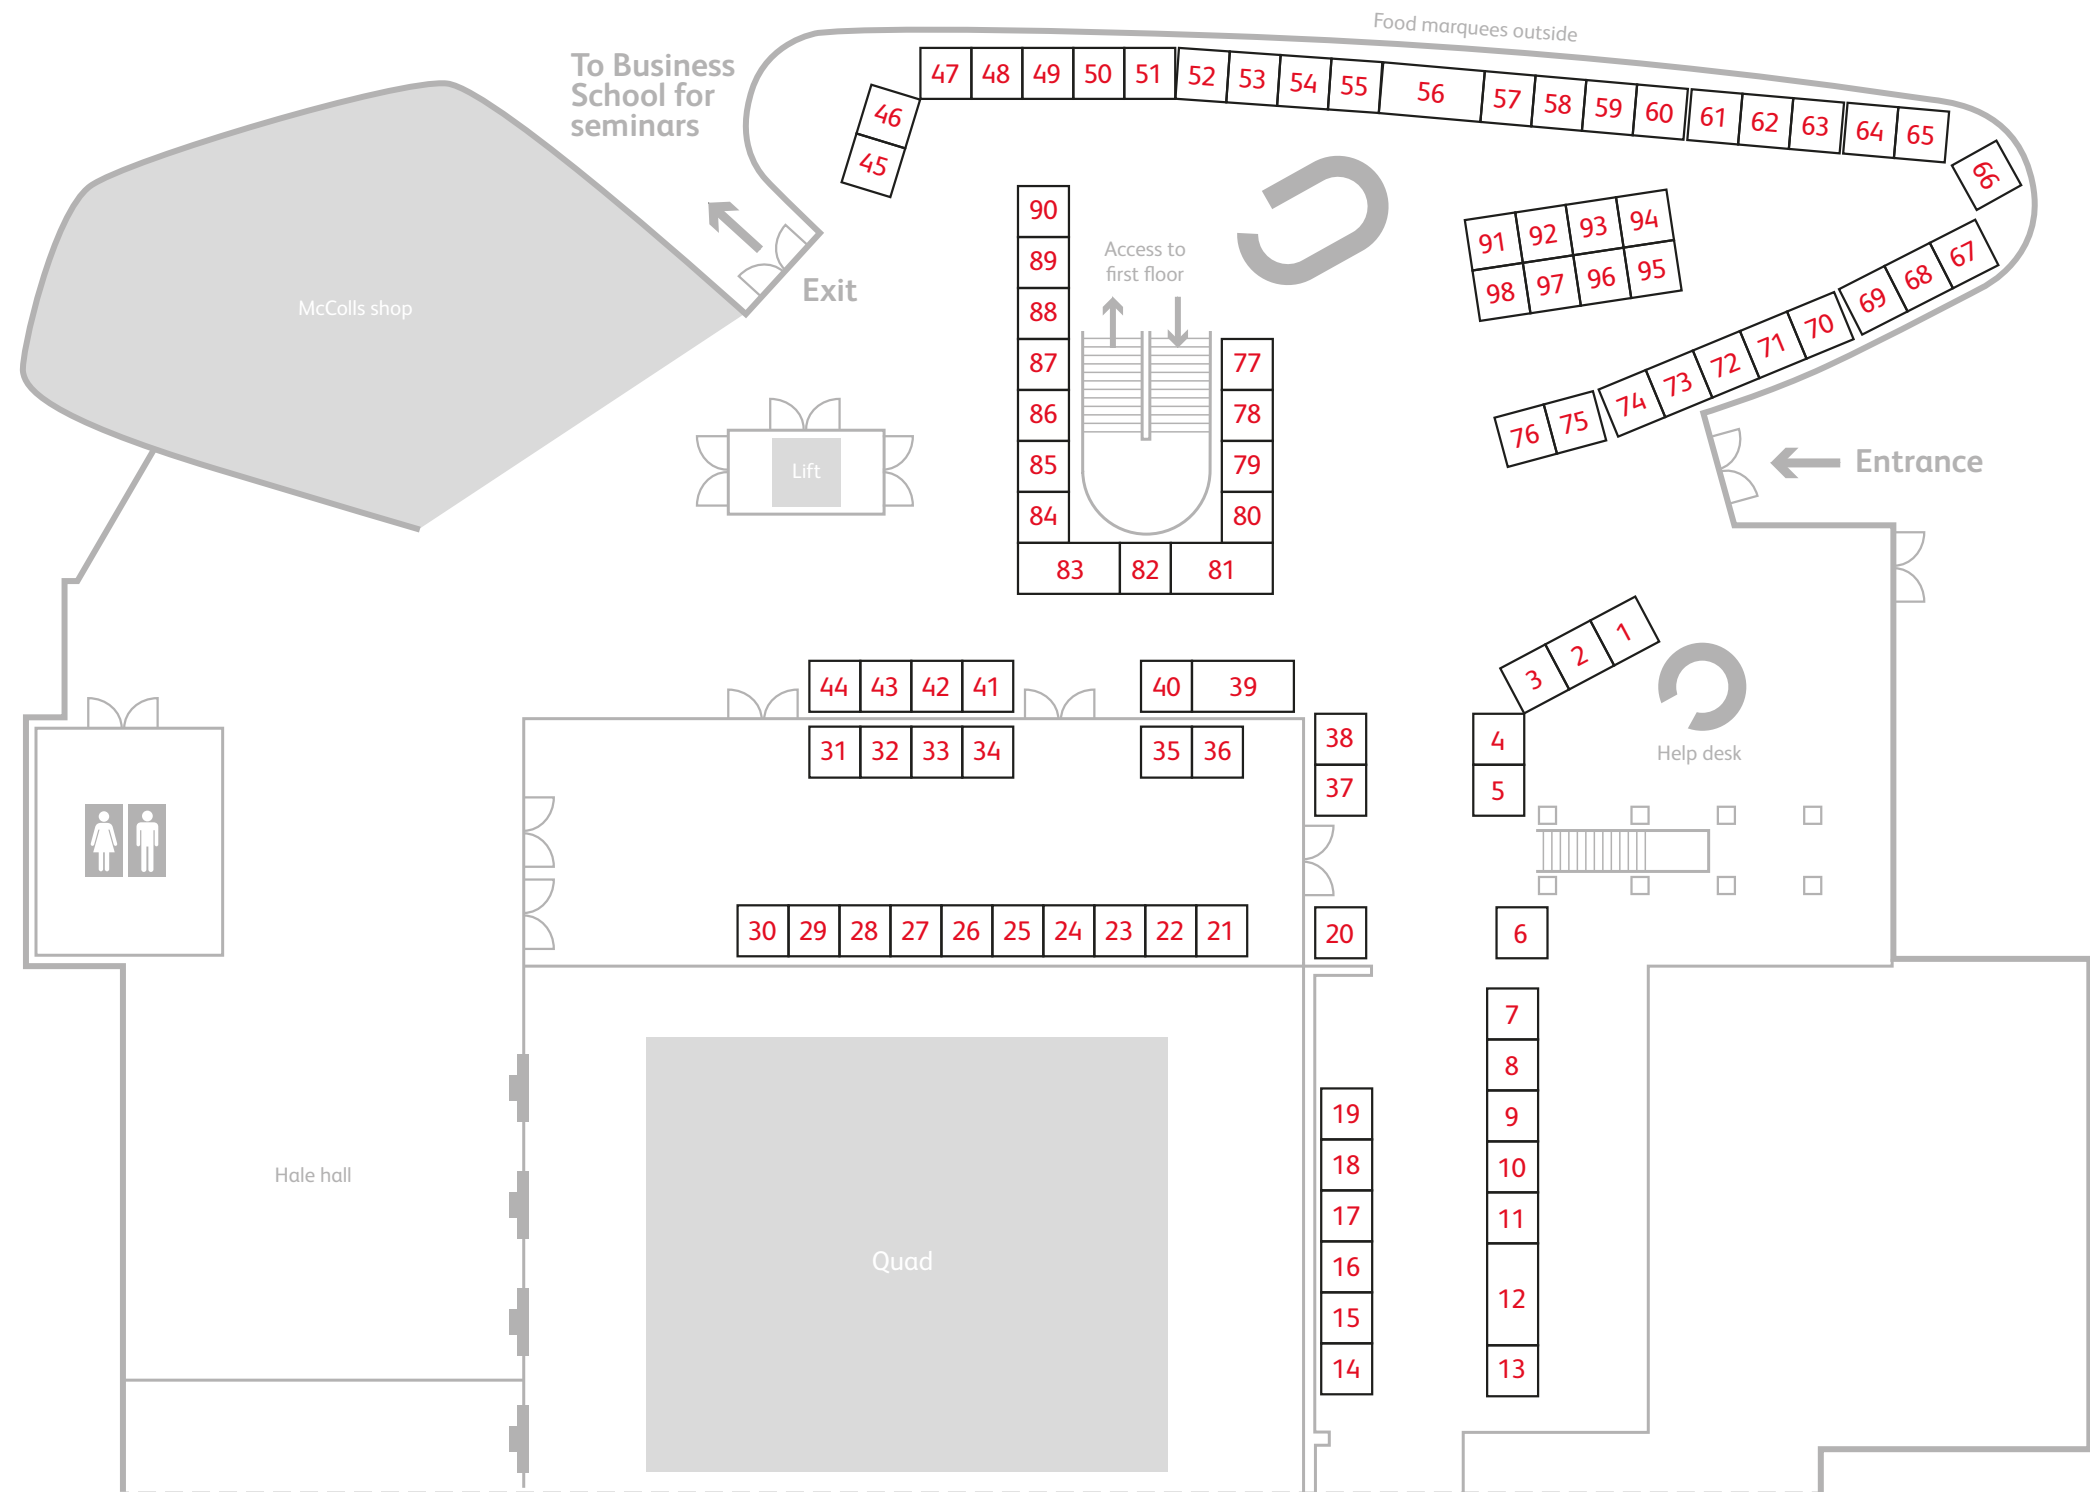 Food marquees outside
To Business
School for
seminars
47 48 49 50 51 52 53 54 55 56 57 58 59 60 61 62 63 64 65
46
45
66
90
89
88
87
86
85
84
83 82 81
Access to
first floor
77
78
79
80
91 92 93 94
98 97 96 95
67
68
69
70
71
72
73
74
75
76
Exit
McColls shop
Lift
Entrance
1
2
3
4
5
Help desk
44 43 42 41
40 39
31 32 33 34
35 36
38
37
30 29 28 27 26 25 24 23 22 21
20
6
7
8
9
10
11
12
13
19
18
17
16
15
14
Hale hall
Quad